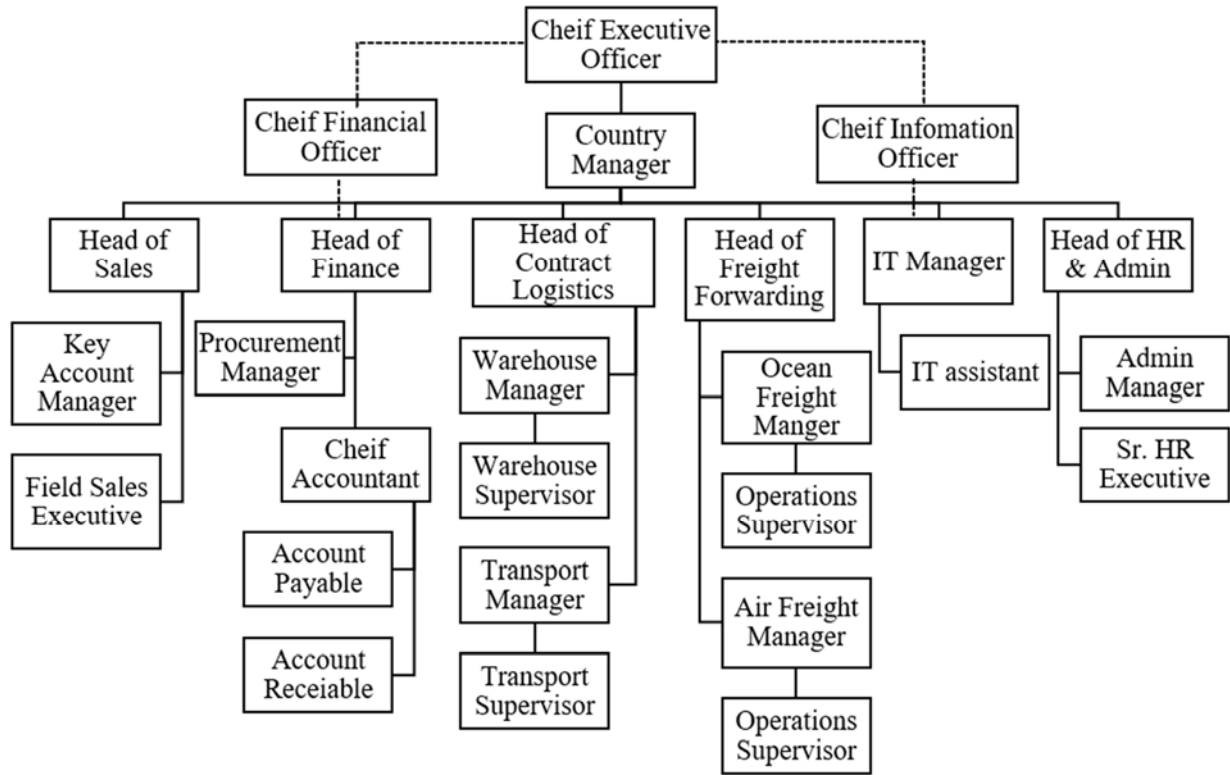 Cheif Executive
Officer
Cheif Financial
Officer
Country
Manager
Cheif Infomation
Officer
Head of
Sales
Head of
Finance
Head of
Contract
Logistics
Head of
Freight
Forwarding
IT Manager
Head of HR
& Admin
Key
Account
Manager
Procurement
Manager
Warehouse
Manager
Ocean
Freight
Manger
IT assistant
Admin
Manager
Field Sales
Executive
Cheif
Accountant
Warehouse
Supervisor
Operations
Supervisor
Sr. HR
Executive
Account
Payable
Transport
Manager
Air Freight
Manager
Account
Receiable
Transport
Supervisor
Operations
Supervisor